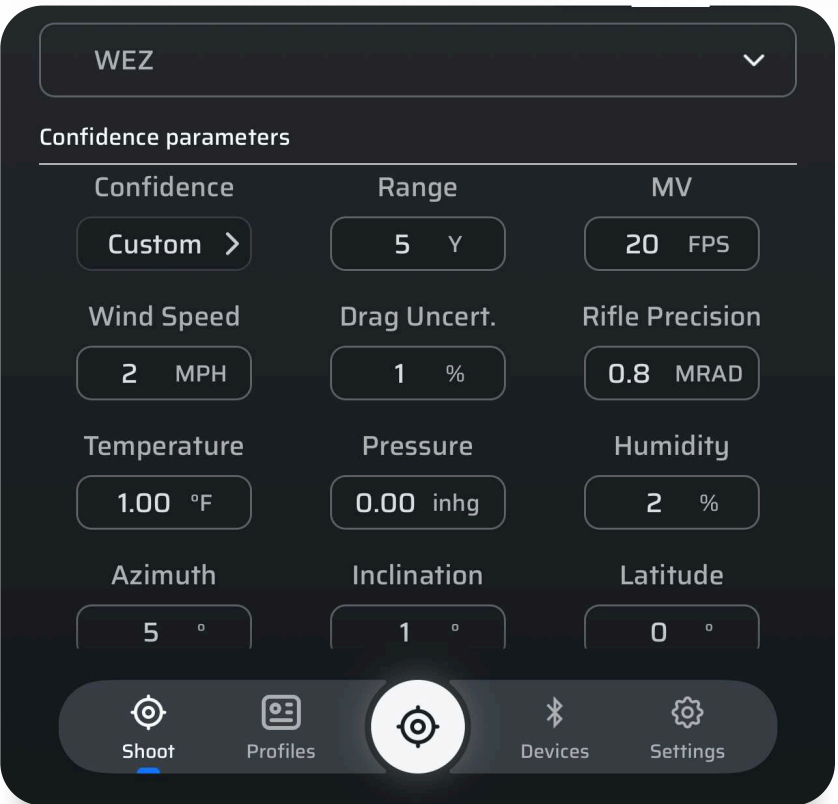 WEZ
Confidence parameters
Confidence Range MV
Custom 5 Y 20 FPS
Wind Speed Drag Uncert. Rifle Precision
2 MPH 1 % 0.8 MRAD
Temperature Pressure Humidity
1.00 °F 0.00 inhg 2 %
Azimuth Inclination Latitude
5 ° 1 ° 0 °
Shoot Profiles Devices Settings